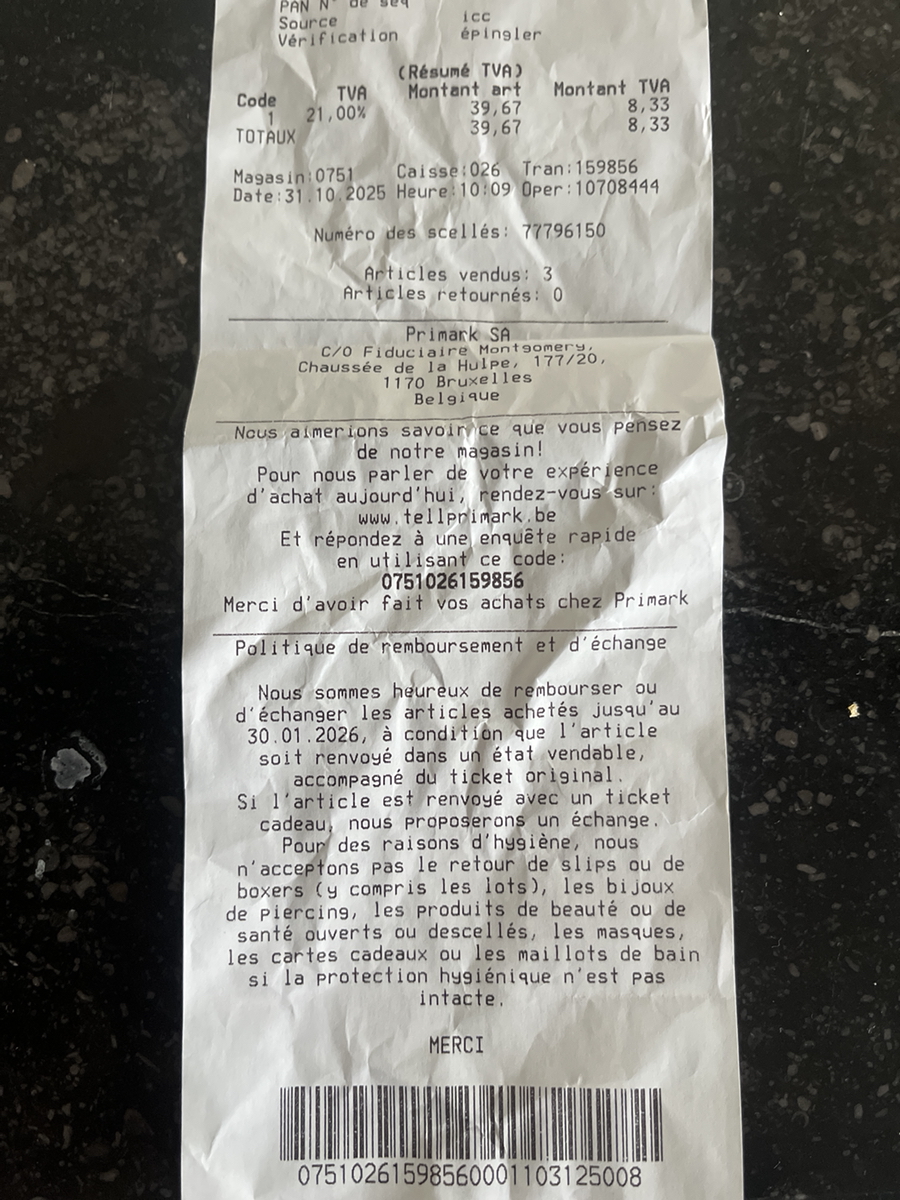 PAN N° de seq
Source icc
Vérification épingler
(Résumé TVA)
Code TVA Montant art Montant TVA
1 21,00% 39,67 8,33
TOTAUX 39,67 8,33
Magasin:0751 Caisse:026 Tran:159856
Date:31.10.2025 Heure:10:09 Oper:10708444
Numéro des scellés: 77796150
Articles vendus: 3
Articles retournés: 0
Primark SA
C/O Fiduciaire Montgomery,
Chaussée de la Hulpe, 177/20,
1170 Bruxelles
Belgique
Nous aimerions savoir ce que vous pensez
de notre magasin!
Pour nous parler de votre expérience
d'achat aujourd'hui, rendez-vous sur:
www.tellprimark.be
Et répondez à une enquête rapide
en utilisant ce code:
0751026159856
Merci d'avoir fait vos achats chez Primark
Politique de remboursement et d'échange
Nous sommes heureux de rembourser ou
d'échanger les articles achetés jusqu'au
30.01.2026, à condition que l'article
soit renvoyé dans un état vendable,
accompagné du ticket original.
Si l'article est renvoyé avec un ticket
cadeau, nous proposerons un échange.
Pour des raisons d'hygiène, nous
n'acceptons pas le retour de slips ou de
boxers (y compris les lots), les bijoux
de piercing, les produits de beauté ou de
santé ouverts ou descellés, les masques,
les cartes cadeaux ou les maillots de bain
si la protection hygiénique n'est pas
intacte.
MERCI
07510261598560001103125008